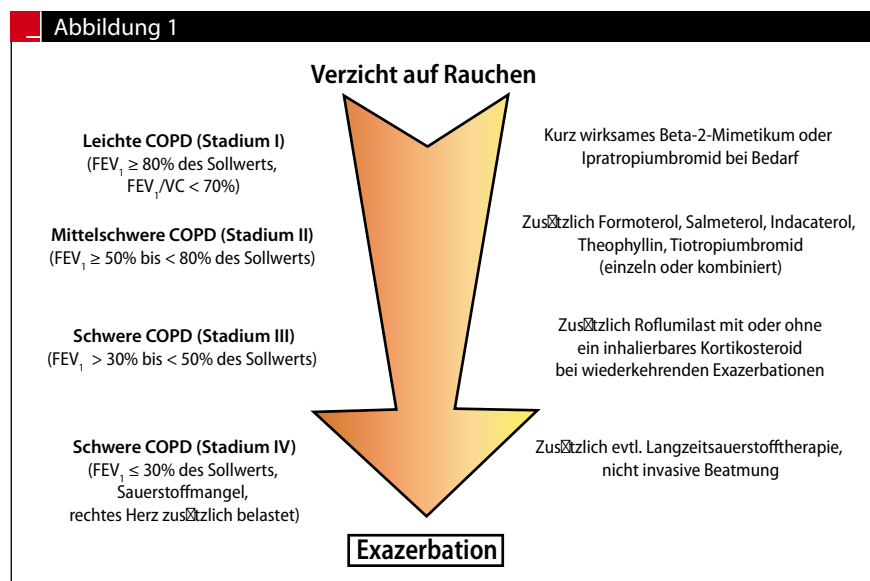 Abbildung 1
Verzicht auf Rauchen
Leichte COPD (Stadium I)
(FEV₁ ≥ 80% des Sollwerts,
FEV₁/VC < 70%)
Kurz wirksames Beta-2-Mimetikum oder
Ipratropiumbromid bei Bedarf
Mittelschwere COPD (Stadium II)
(FEV₁ ≥ 50% bis < 80% des Sollwerts)
Zus☒tzlich Formoterol, Salmeterol, Indacaterol,
Theophyllin, Tiotropiumbromid
(einzeln oder kombiniert)
Schwere COPD (Stadium III)
(FEV₁ > 30% bis < 50% des Sollwerts)
Zus☒tzlich Roflumilast mit oder ohne
ein inhalierbares Kortikosteroid
bei wiederkehrenden Exazerbationen
Schwere COPD (Stadium IV)
(FEV₁ ≤ 30% des Sollwerts,
Sauerstoffmangel,
rechtes Herz zus☒tzlich belastet)
Zus☒tzlich evtl. Langzeitsauerstofftherapie,
nicht invasive Beatmung
Exazerbation